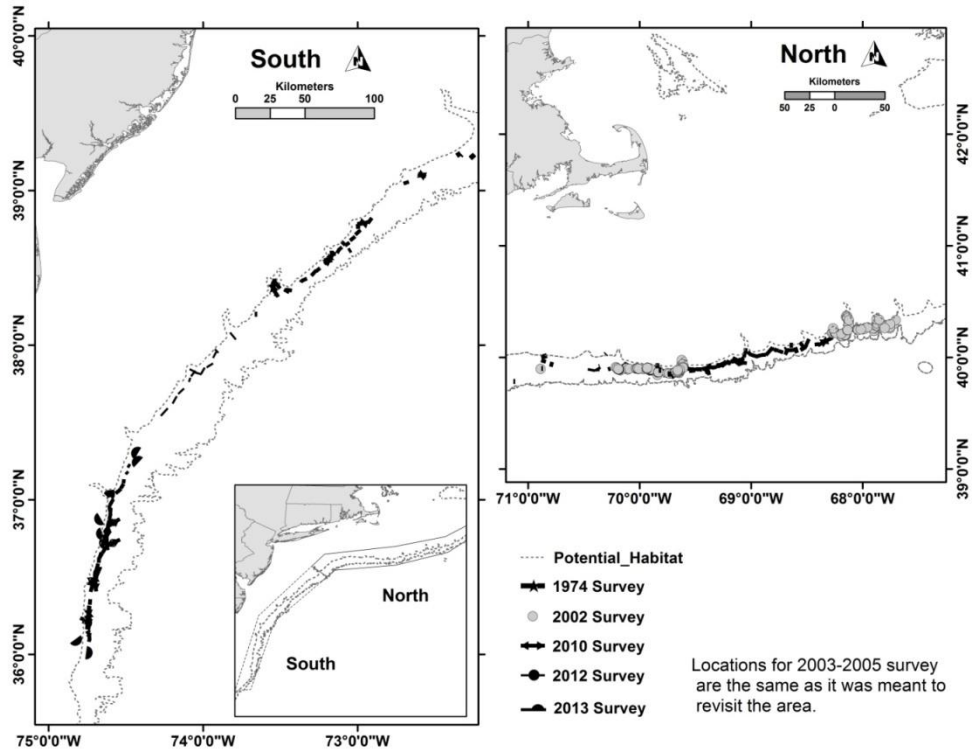 South
N
Kilometers
0 25 50 100
40°0'0"N
39°0'0"N
38°0'0"N
37°0'0"N
36°0'0"N
75°0'0"W 74°0'0"W 73°0'0"W
North
South
North
N
Kilometers
50 25 0 50
42°0'0"N
41°0'0"N
40°0'0"N
39°0'0"N
71°0'0"W 70°0'0"W 69°0'0"W 68°0'0"W
Potential_Habitat
1974 Survey
2002 Survey
2010 Survey
2012 Survey
2013 Survey
Locations for 2003-2005 survey
are the same as it was meant to
revisit the area.